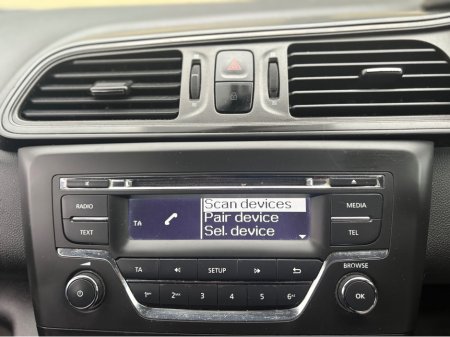 Scan devices
RADIO
MEDIA
Pair device
TA
TEXT
Sel. device
TEL
BROWSE
TA
SETUP
OK
1
2
3
4
5
6